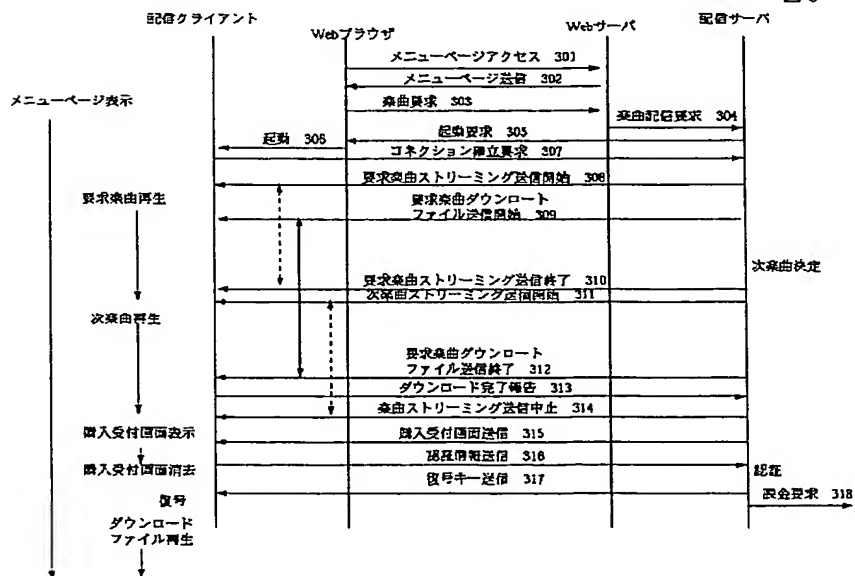 配信クライアント
Webブラウザ
Webサーバ
配信サーバ
メニューページアクセス 301
メニューページ送信 302
メニューページ表示
楽曲要求 303
楽曲配信要求 304
起動要求 305
起動 306
コネクション確立要求 307
要求楽曲ストリーミング送信開始 308
要求楽曲再生
要求楽曲ダウンロート
ファイル送信開始 309
次楽曲決定
要求楽曲ストリーミング送信終了 310
次楽曲ストリーミング送信開始 311
次楽曲再生
要求楽曲ダウンロート
ファイル送信終了 312
ダウンロード完了報告 313
楽曲ストリーミング送信中止 314
購入受付画面表示
購入受付画面送信 315
認証情報送信 316
購入受付画面消去
認証
復号キー送信 317
復号
課金要求 318
ダウンロード
ファイル再生